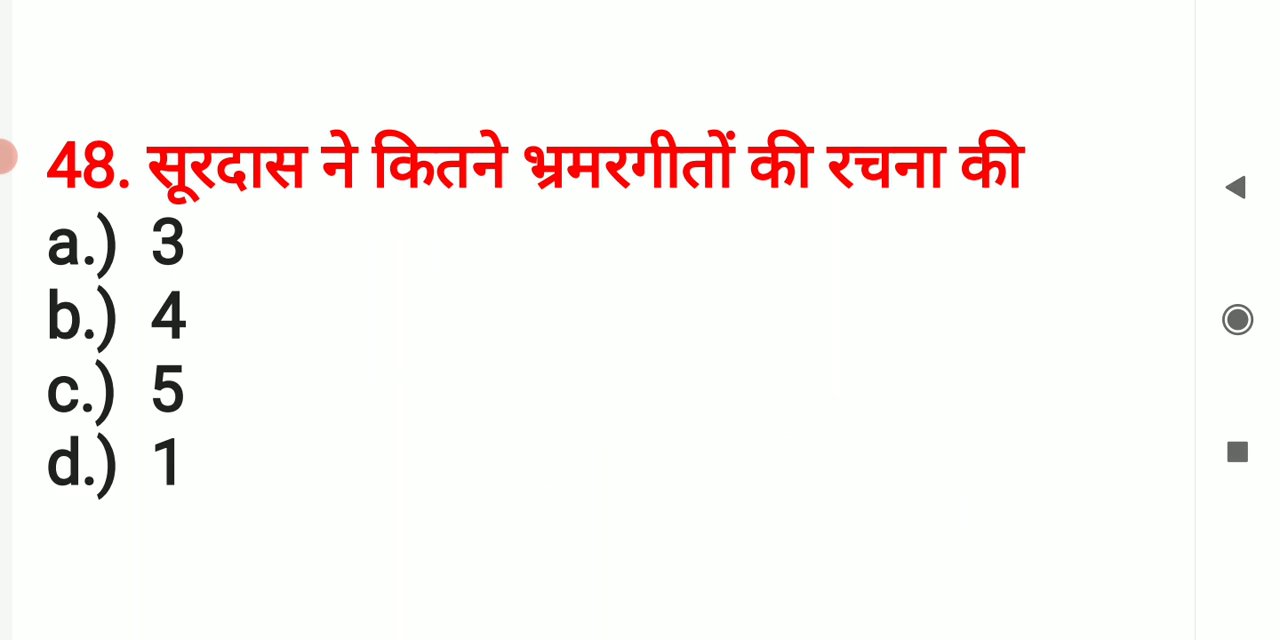 48. सूरदास ने कितने भ्रमरगीतों की रचना की
a.) 3
b.) 4
c.) 5
d.) 1